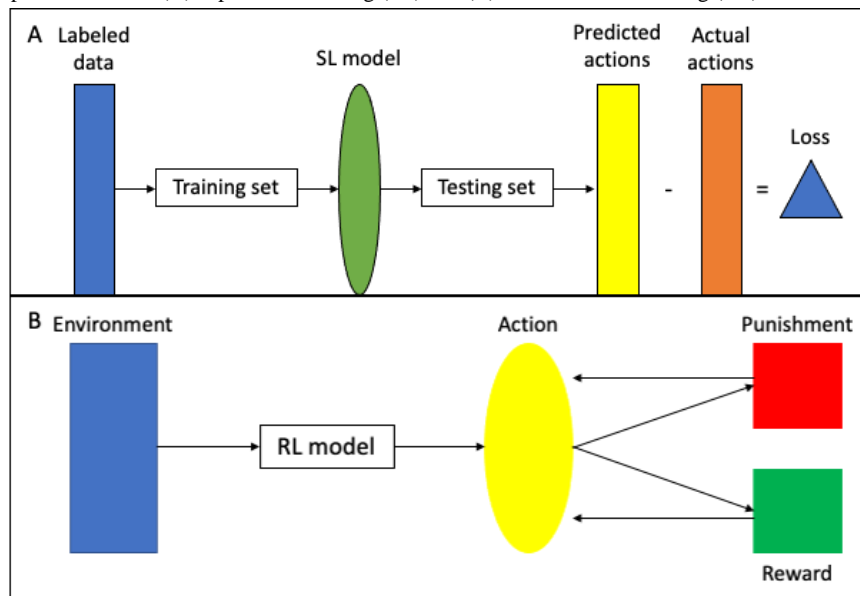 A
Labeled
data
SL model
Predicted
actions
Actual
actions
Loss
Training set
Testing set
-
=
B
Environment
Action
Punishment
RL model
Reward